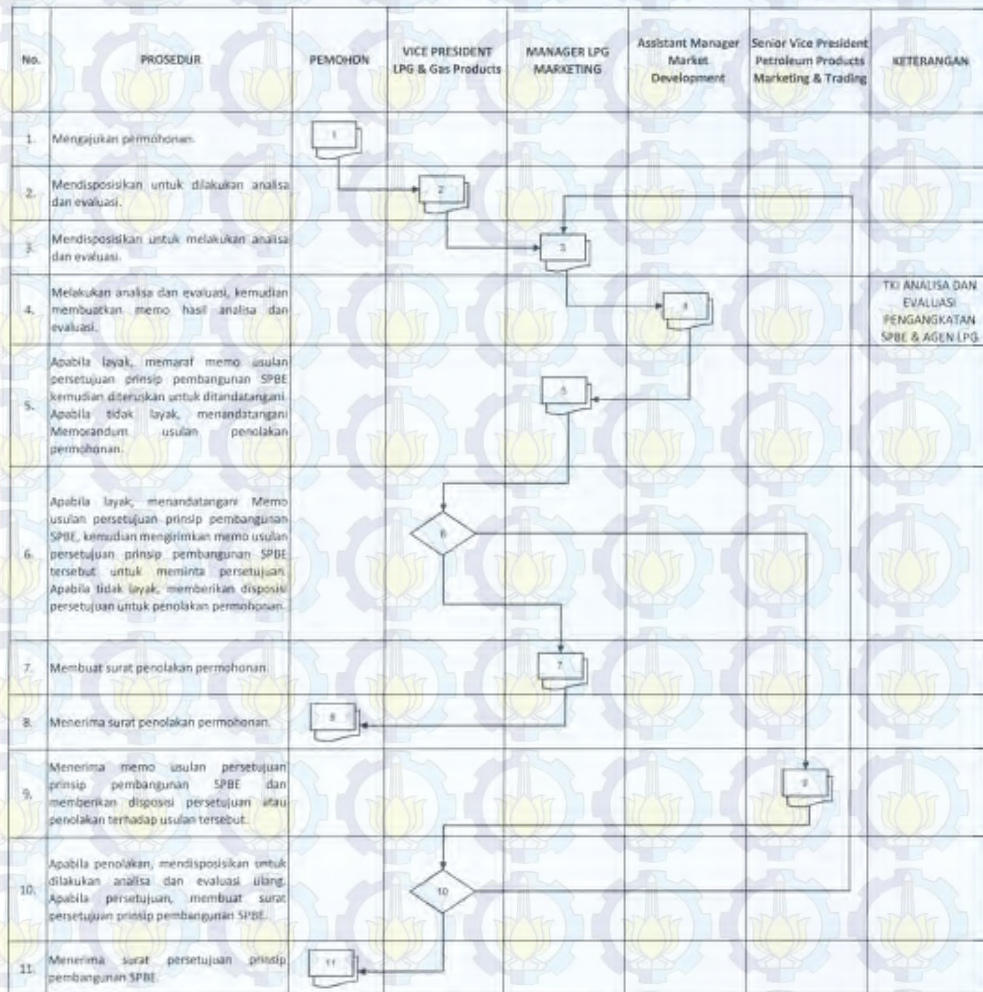 No.
PROSEDUR
PEMOHON
VICE PRESIDENT
LPG & Gas Products
MANAGER LPG
MARKETING
Assistant Manager
Market
Development
Senior Vice President
Petroleum Products
Marketing & Trading
KETERANGAN
1.
Mengajukan permohonan.
1
2.
Mendisposisikan untuk dilakukan analisa
dan evaluasi.
2
3.
Mendisposisikan untuk melakukan analisa
dan evaluasi.
3
4.
Melakukan analisa dan evaluasi, kemudian
membuatkan memo hasil analisa dan
evaluasi.
4
TKI ANALISA DAN
EVALUASI
PENGANGKATAN
SPBE & AGEN LPG
5.
Apabila layak, memaraf memo usulan
persetujuan prinsip pembangunan SPBE
kemudian diteruskan untuk ditandatangani.
Apabila tidak layak, menandatangani
Memorandum usulan penolakan
permohonan.
5
6.
Apabila layak, menandatangani Memo
usulan persetujuan prinsip pembangunan
SPBE, kemudian mengirimkan memo usulan
persetujuan prinsip pembangunan SPBE
tersebut untuk meminta persetujuan.
Apabila tidak layak, memberikan disposisi
persetujuan untuk penolakan permohonan.
6
7.
Membuat surat penolakan permohonan.
7
8.
Menerima surat penolakan permohonan.
8
9.
Menerima memo usulan persetujuan
prinsip pembangunan SPBE dan
memberikan disposisi persetujuan atau
penolakan terhadap usulan tersebut.
9
10.
Apabila penolakan, mendisposisikan untuk
dilakukan analisa dan evaluasi ulang.
Apabila persetujuan, membuat surat
persetujuan prinsip pembangunan SPBE.
10
11.
Menerima surat persetujuan prinsip
pembangunan SPBE.
11